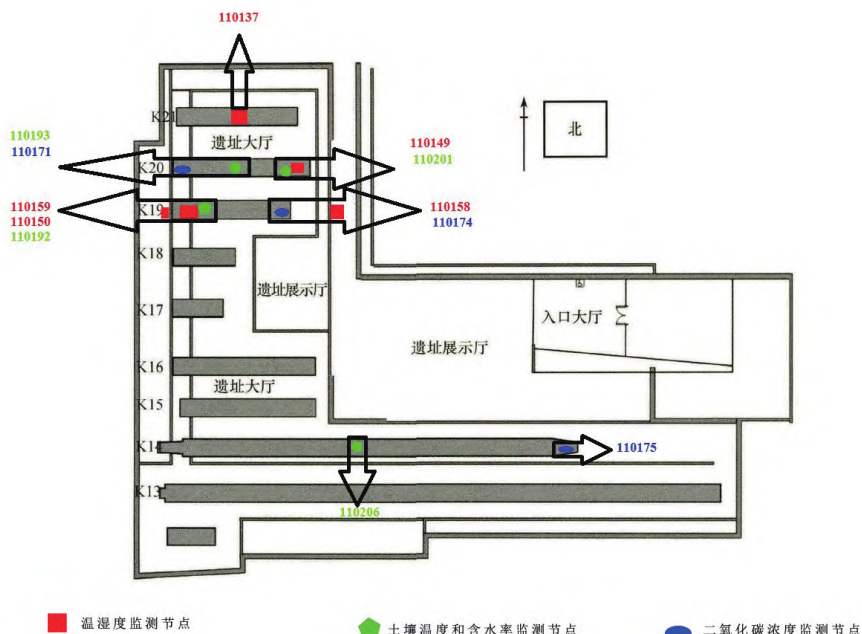 110137
K21
遗址大厅
北
110193
110171
K20
110149
110201
110159
110150
110192
K19
110158
110174
K18
遗址展示厅
K17
入口大厅
遗址展示厅
K16
遗址大厅
K15
K14
110175
K13
110206
温湿度监测节点
土壤温度和含水率监测节点
二氧化碳浓度监测节点